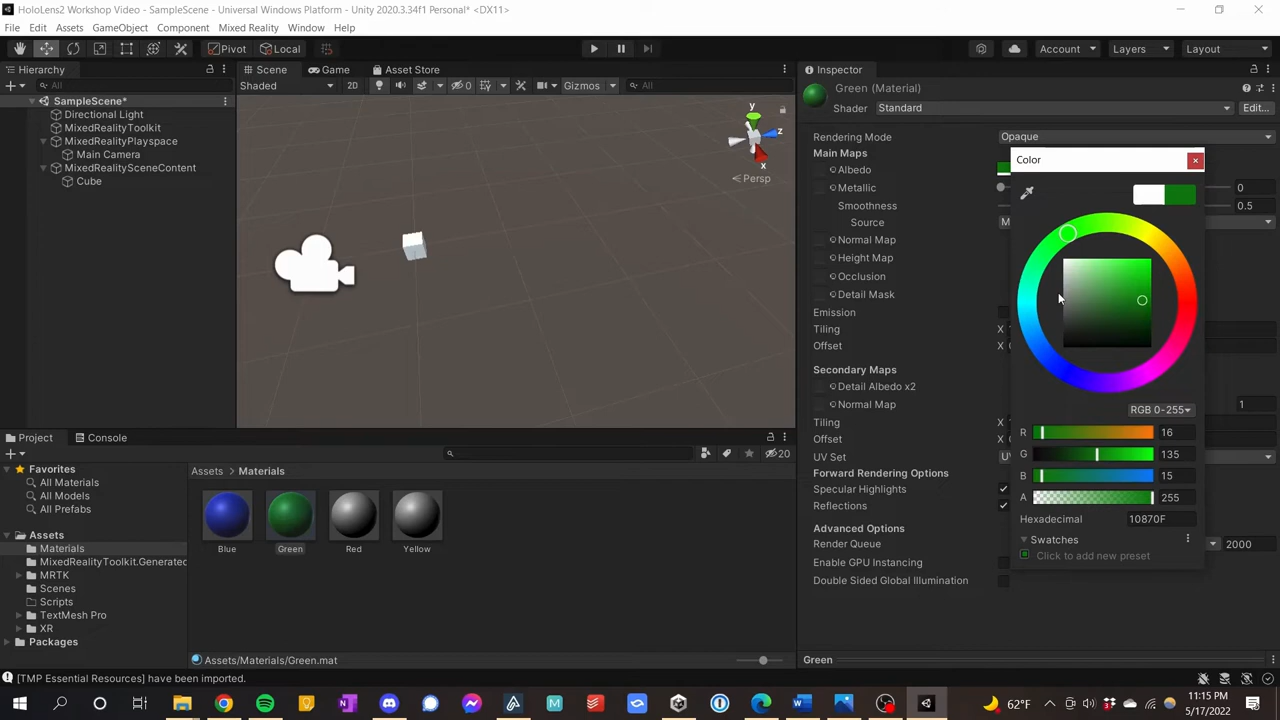 HoloLens2 Workshop Video - SampleScene - Universal Windows Platform - Unity 2020.3.34f1 Personal* <DX11>
File Edit Assets GameObject Component Mixed Reality Window Help
Pivot Local Account Layers Layout
Hierarchy
All
SampleScene*
Directional Light
MixedRealityToolkit
MixedRealityPlayspace
Main Camera
MixedRealitySceneContent
Cube
Scene Game Asset Store
Shaded 2D 0 Gizmos All
y
z
x
Persp
Inspector
Green (Material)
Shader Standard Edit...
Rendering Mode Opaque
Main Maps
Albedo
Metallic 0
Smoothness 0.5
Source M
Normal Map
Height Map
Occlusion
Detail Mask
Emission
Tiling X
Offset X
Secondary Maps
Detail Albedo x2
Normal Map 1
Tiling X
Offset X
UV Set
Forward Rendering Options
Specular Highlights
Reflections
Advanced Options
Render Queue 2000
Enable GPU Instancing
Double Sided Global Illumination
Green
Color
RGB 0-255
R 16
G 135
B 15
A 255
Hexadecimal 10870F
Swatches
Click to add new preset
Project Console
20
Favorites
All Materials
All Models
All Prefabs
Assets
Materials
MixedRealityToolkit.Generated
MRTK
Scenes
Scripts
TextMesh Pro
XR
Packages
Assets > Materials
Blue Green Red Yellow
Assets/Materials/Green.mat
[TMP Essential Resources] have been imported.
62°F
11:15 PM
5/17/2022